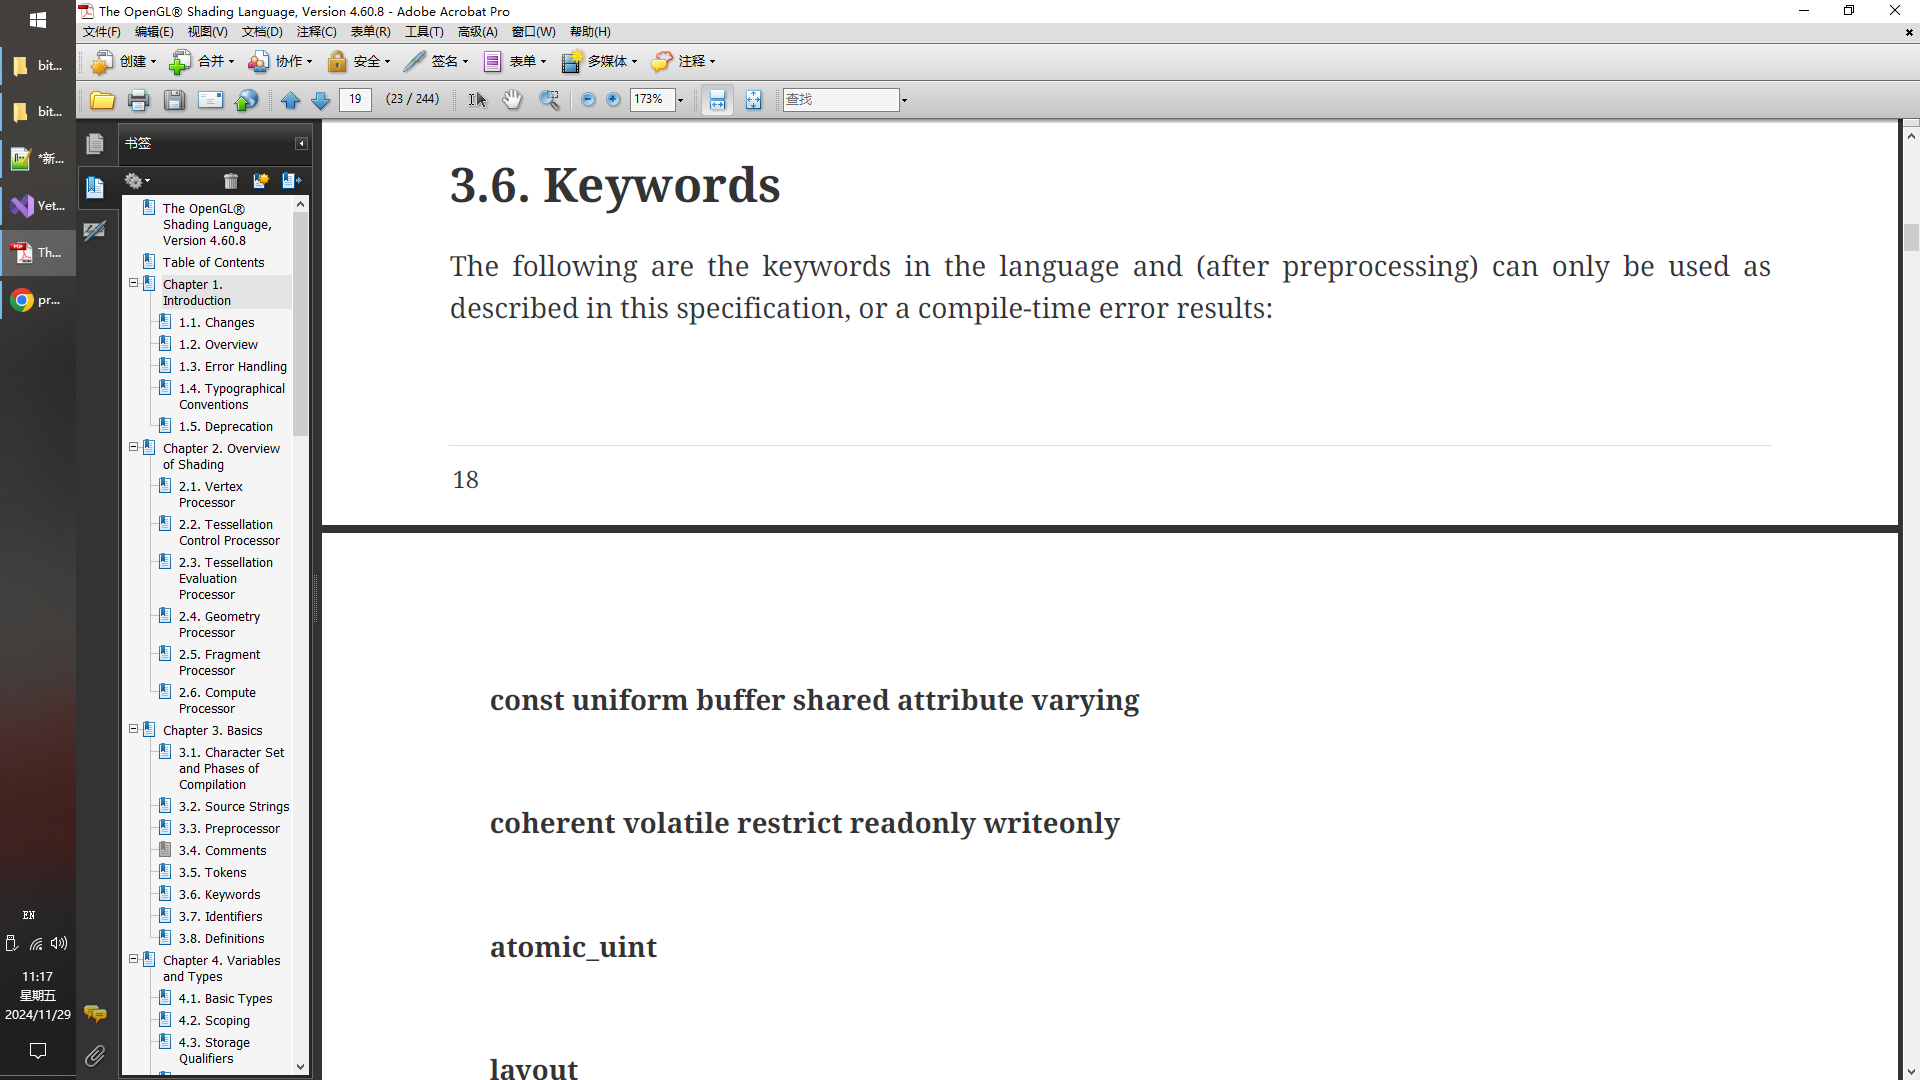 The OpenGL® Shading Language, Version 4.60.8 - Adobe Acrobat Pro
文件(F) 编辑(E) 视图(V) 文档(D) 注释(C) 表单(R) 工具(T) 高级(A) 窗口(W) 帮助(H)
创建 合并 协作 安全 签名 表单 多媒体 注释
19 (23 / 244) 173% 查找
bit...
bit...
*新...
Yet...
Th...
pr...
EN
11:17
星期五
2024/11/29
书签
The OpenGL®
Shading Language,
Version 4.60.8
Table of Contents
Chapter 1.
Introduction
1.1. Changes
1.2. Overview
1.3. Error Handling
1.4. Typographical
Conventions
1.5. Deprecation
Chapter 2. Overview
of Shading
2.1. Vertex
Processor
2.2. Tessellation
Control Processor
2.3. Tessellation
Evaluation
Processor
2.4. Geometry
Processor
2.5. Fragment
Processor
2.6. Compute
Processor
Chapter 3. Basics
3.1. Character Set
and Phases of
Compilation
3.2. Source Strings
3.3. Preprocessor
3.4. Comments
3.5. Tokens
3.6. Keywords
3.7. Identifiers
3.8. Definitions
Chapter 4. Variables
and Types
4.1. Basic Types
4.2. Scoping
4.3. Storage
Qualifiers
3.6. Keywords
The following are the keywords in the language and (after preprocessing) can only be used as
described in this specification, or a compile-time error results:
18
const uniform buffer shared attribute varying
coherent volatile restrict readonly writeonly
atomic_uint
layout